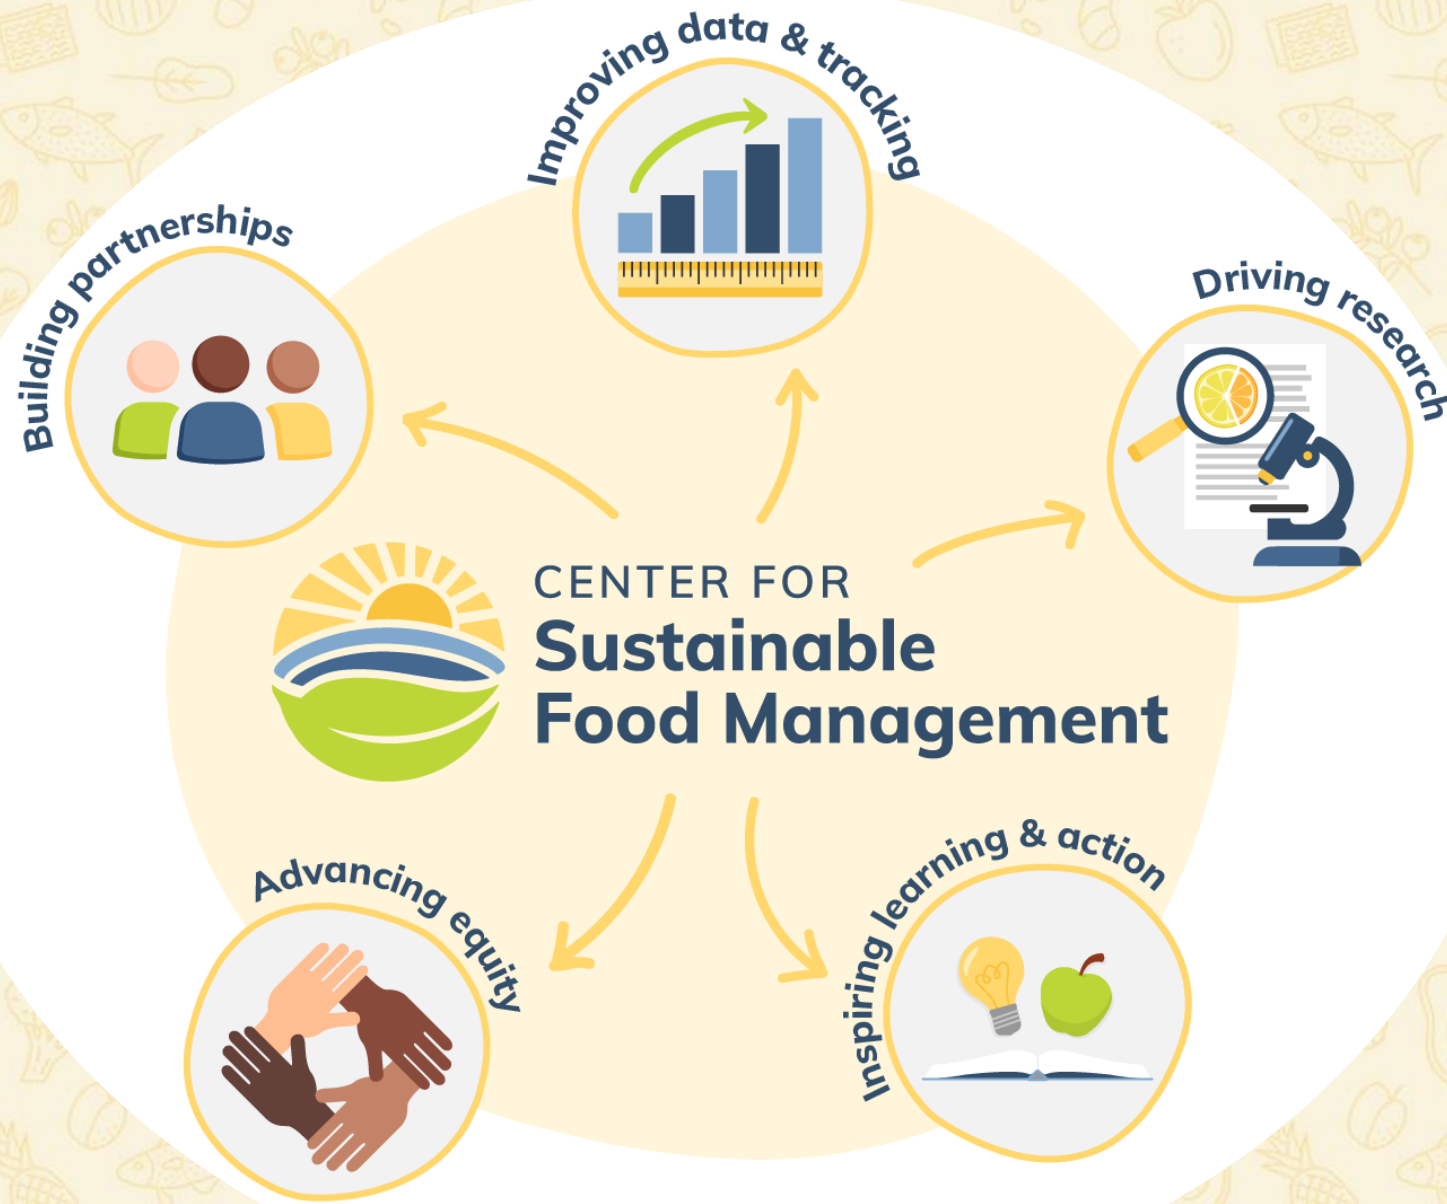 Improving data & tracking
Building partnerships
Driving research
CENTER FOR
Sustainable
Food Management
Advancing equity
Inspiring learning & action